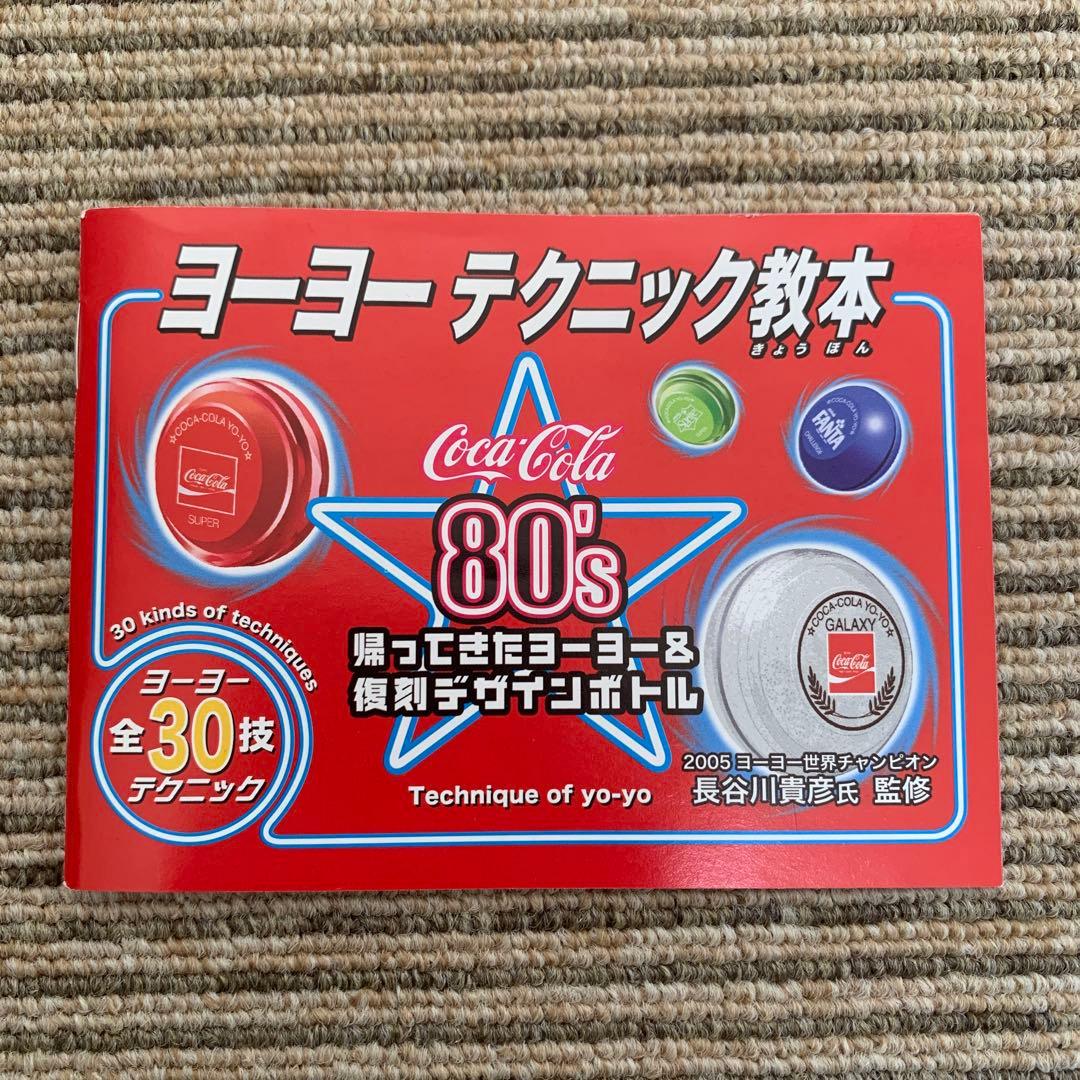 ヨーヨー テクニック教本
きょう ほん
☆COCA-COLA YO-YO☆
Coca-Cola
SUPER
FANTA
Coca-Cola
80's
帰ってきたヨーヨー&
復刻デザインボトル
COCA-COLA YO-YO
GALAXY
Coca-Cola
30 kinds of techniques
ヨーヨー
全30技
テクニック
Technique of yo-yo
2005 ヨーヨー世界チャンピオン
長谷川貴彦氏 監修